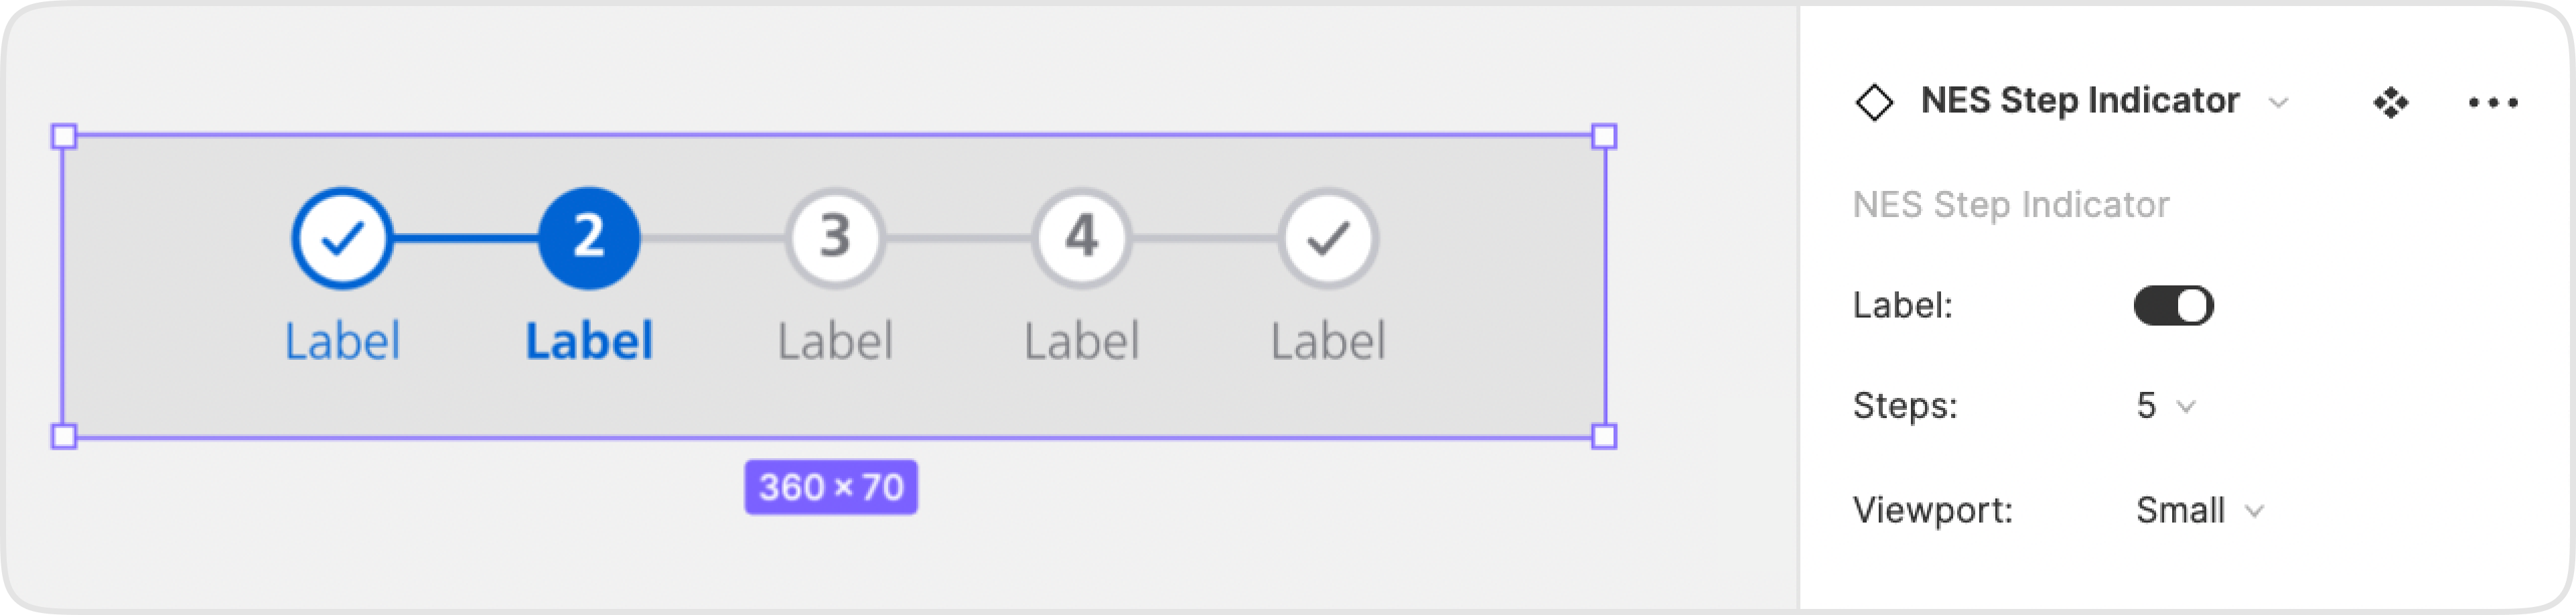 2 3 4
Label Label Label Label Label
360 × 70
NES Step Indicator
NES Step Indicator
Label:
Steps: 5
Viewport: Small